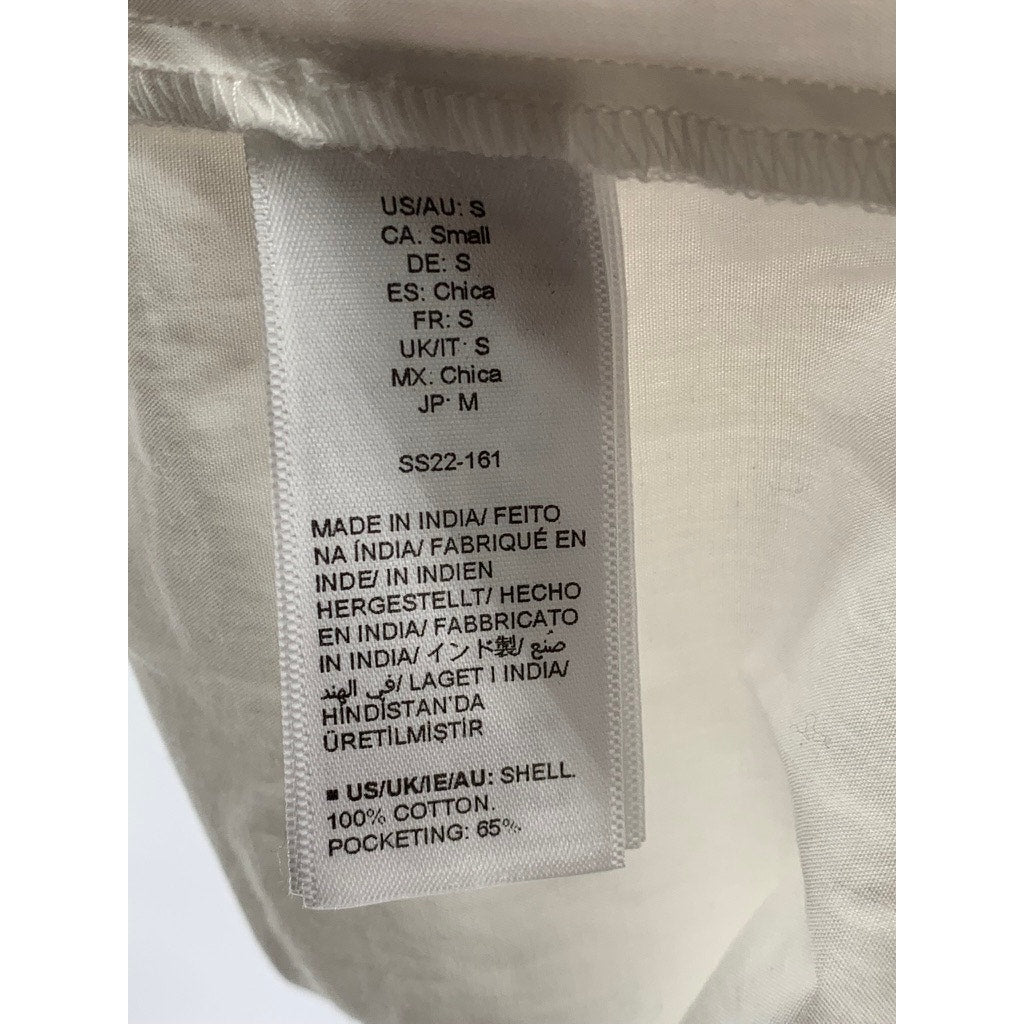 US/AU: S
CA: Small
DE: S
ES: Chica
FR: S
UK/IT: S
MX: Chica
JP: M
SS22-161
MADE IN INDIA/ FEITO
NA ÍNDIA/ FABRIQUÉ EN
INDE/ IN INDIEN
HERGESTELLT/ HECHO
EN INDIA/ FABBRICATO
IN INDIA/ インド製/ صُنع
في الهند/ LAGET I INDIA/
HİNDİSTAN'DA
ÜRETİLMİŞTİR
■ US/UK/IE/AU: SHELL.
100% COTTON.
POCKETING: 65%